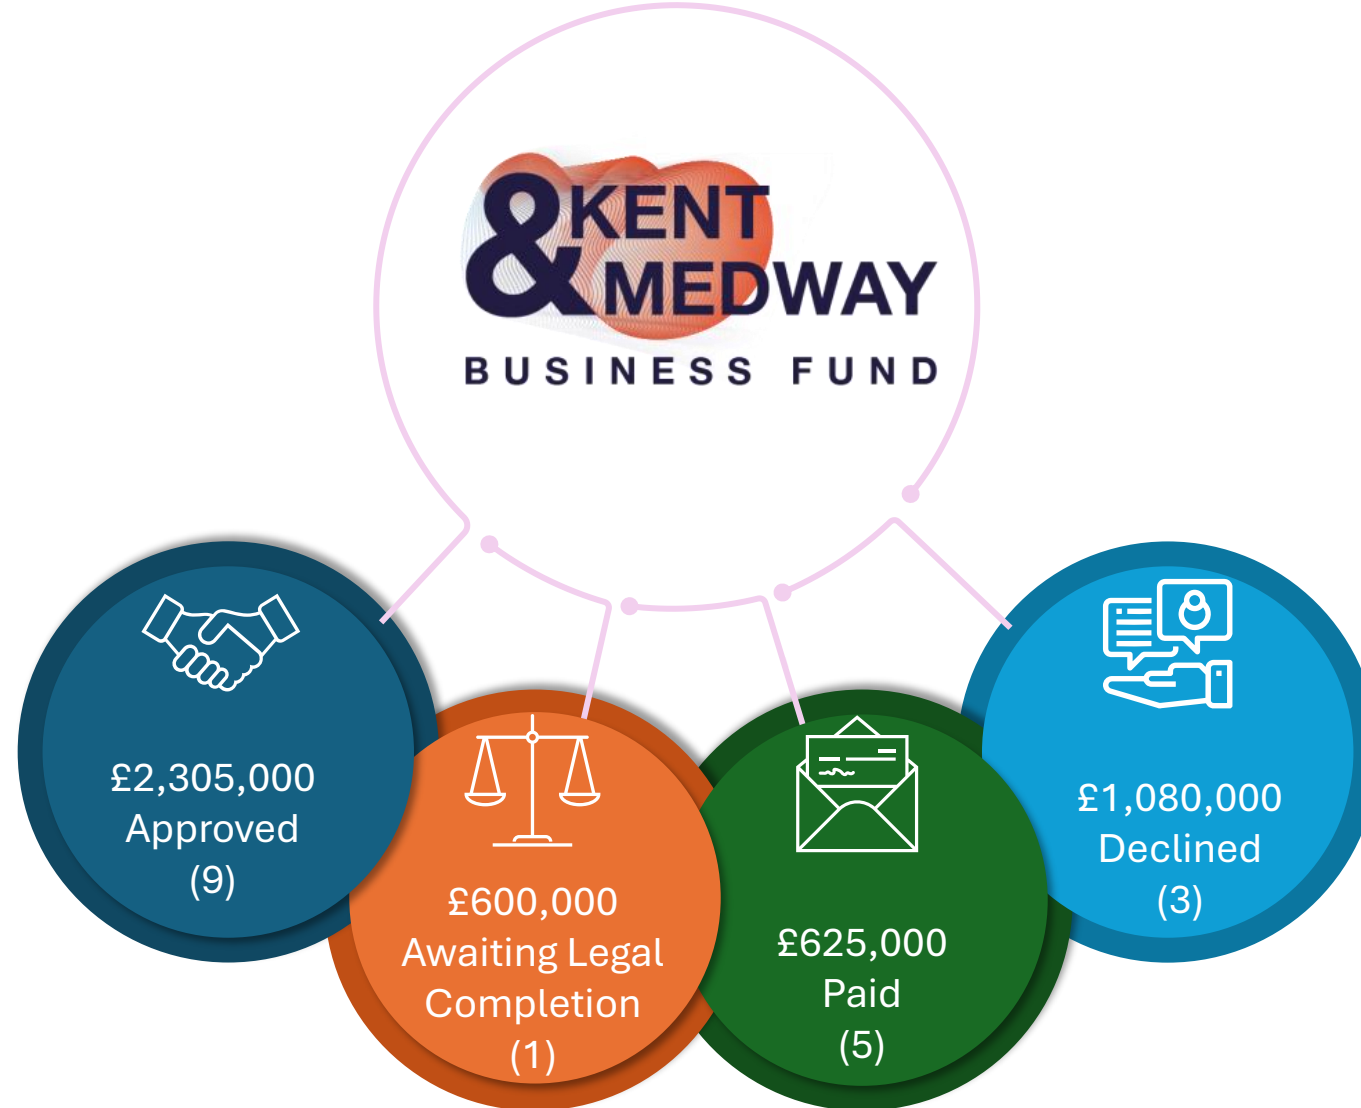 &KENT
MEDWAY
BUSINESS FUND
£2,305,000
Approved
(9)
£600,000
Awaiting Legal
Completion
(1)
£625,000
Paid
(5)
£1,080,000
Declined
(3)